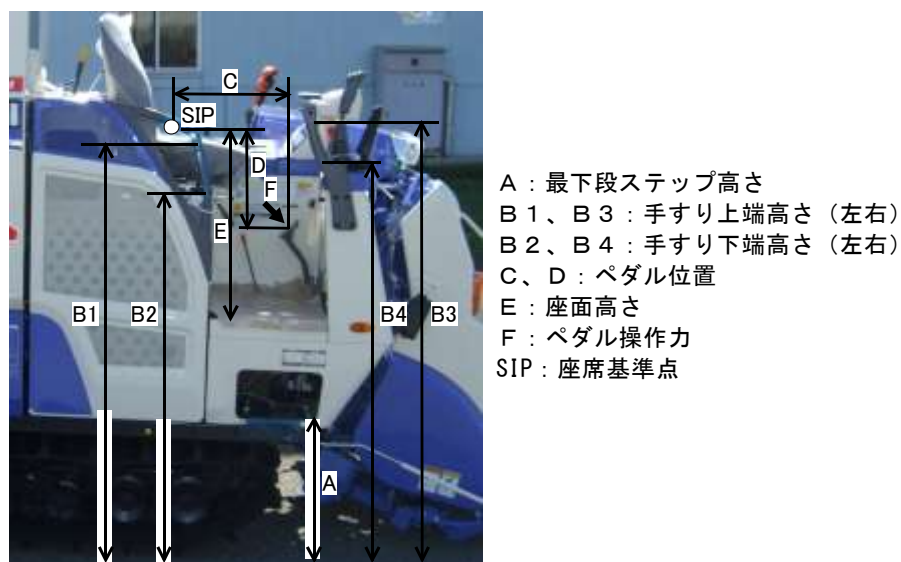 C
SIP
D
F
E
B1
B2
B4
B3
A
A：最下段ステップ高さ
B1、B3：手すり上端高さ（左右）
B2、B4：手すり下端高さ（左右）
C、D：ペダル位置
E：座面高さ
F：ペダル操作力
SIP：座席基準点